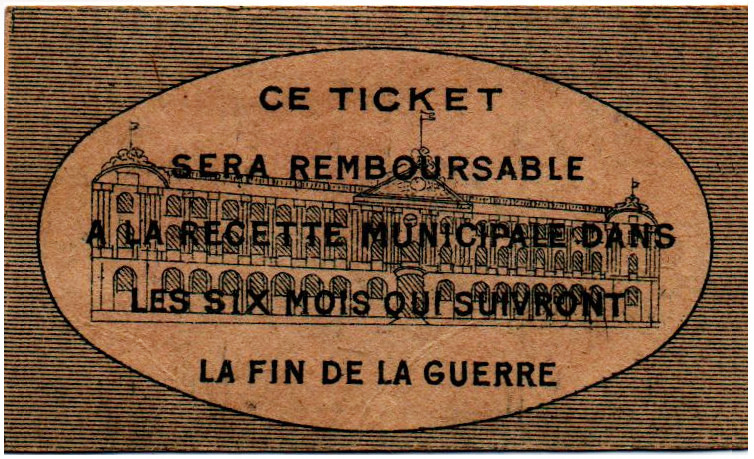 CE TICKET
SERA REMBOURSABLE
A LA RECETTE MUNICIPALE DANS
LES SIX MOIS QUI SUIVRONT
LA FIN DE LA GUERRE